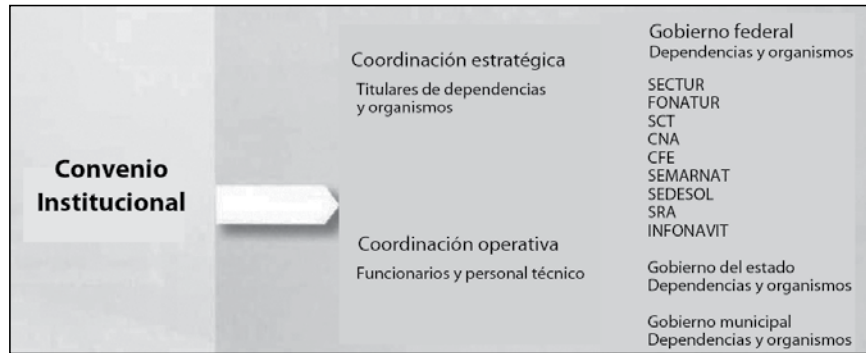 Convenio
Institucional
Coordinación estratégica
Titulares de dependencias
y organismos
Coordinación operativa
Funcionarios y personal técnico
Gobierno federal
Dependencias y organismos
SECTUR
FONATUR
SCT
CNA
CFE
SEMARNAT
SEDESOL
SRA
INFONAVIT
Gobierno del estado
Dependencias y organismos
Gobierno municipal
Dependencias y organismos